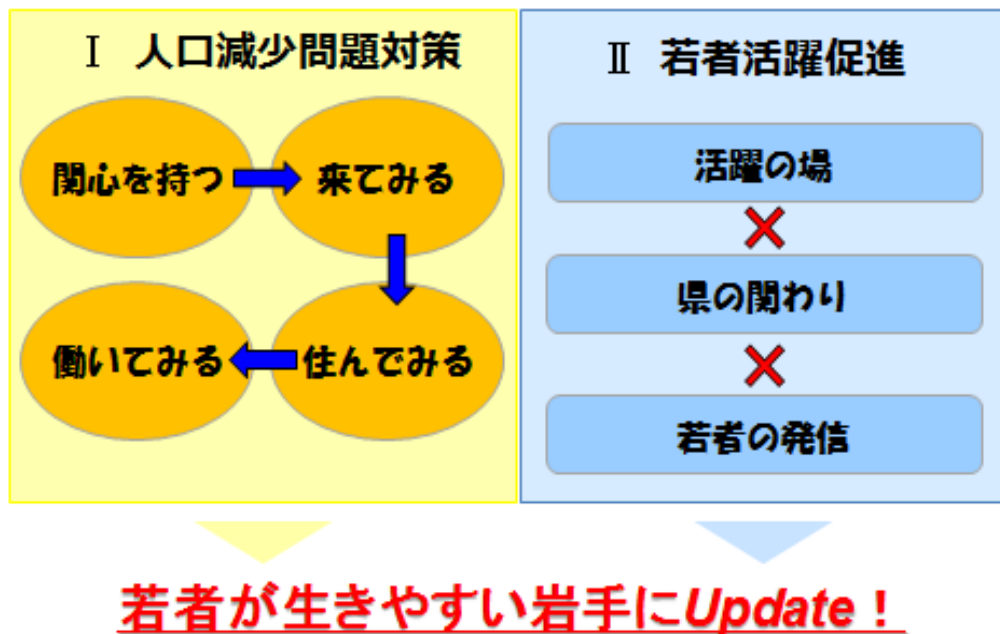 Ⅰ 人口減少問題対策
関心を持つ
来てみる
住んでみる
働いてみる
Ⅱ 若者活躍促進
活躍の場
県の関わり
若者の発信
若者が生きやすい岩手にUpdate！